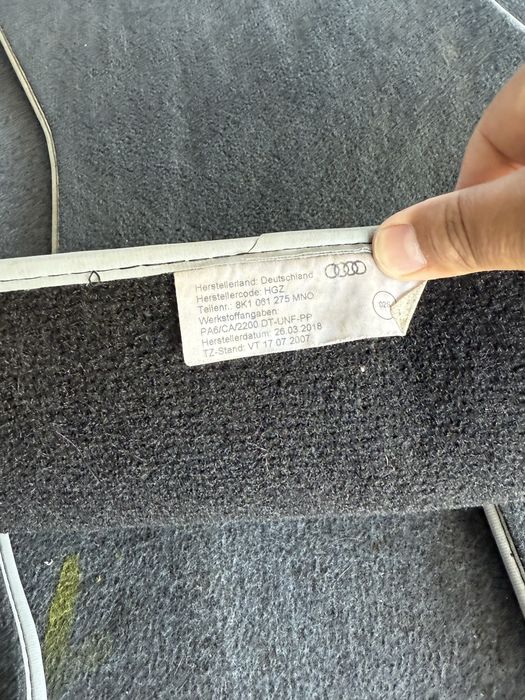 Herstellerland: Deutschland
Herstellercode: HGZ
Teilenr.: 8K1 061 275 MNO
Werkstoffangaben
PA6/CA/2200 DT-UNF-PP
Herstellerdatum: 26.03.2018
TZ-Stand: VT 17.07.2007